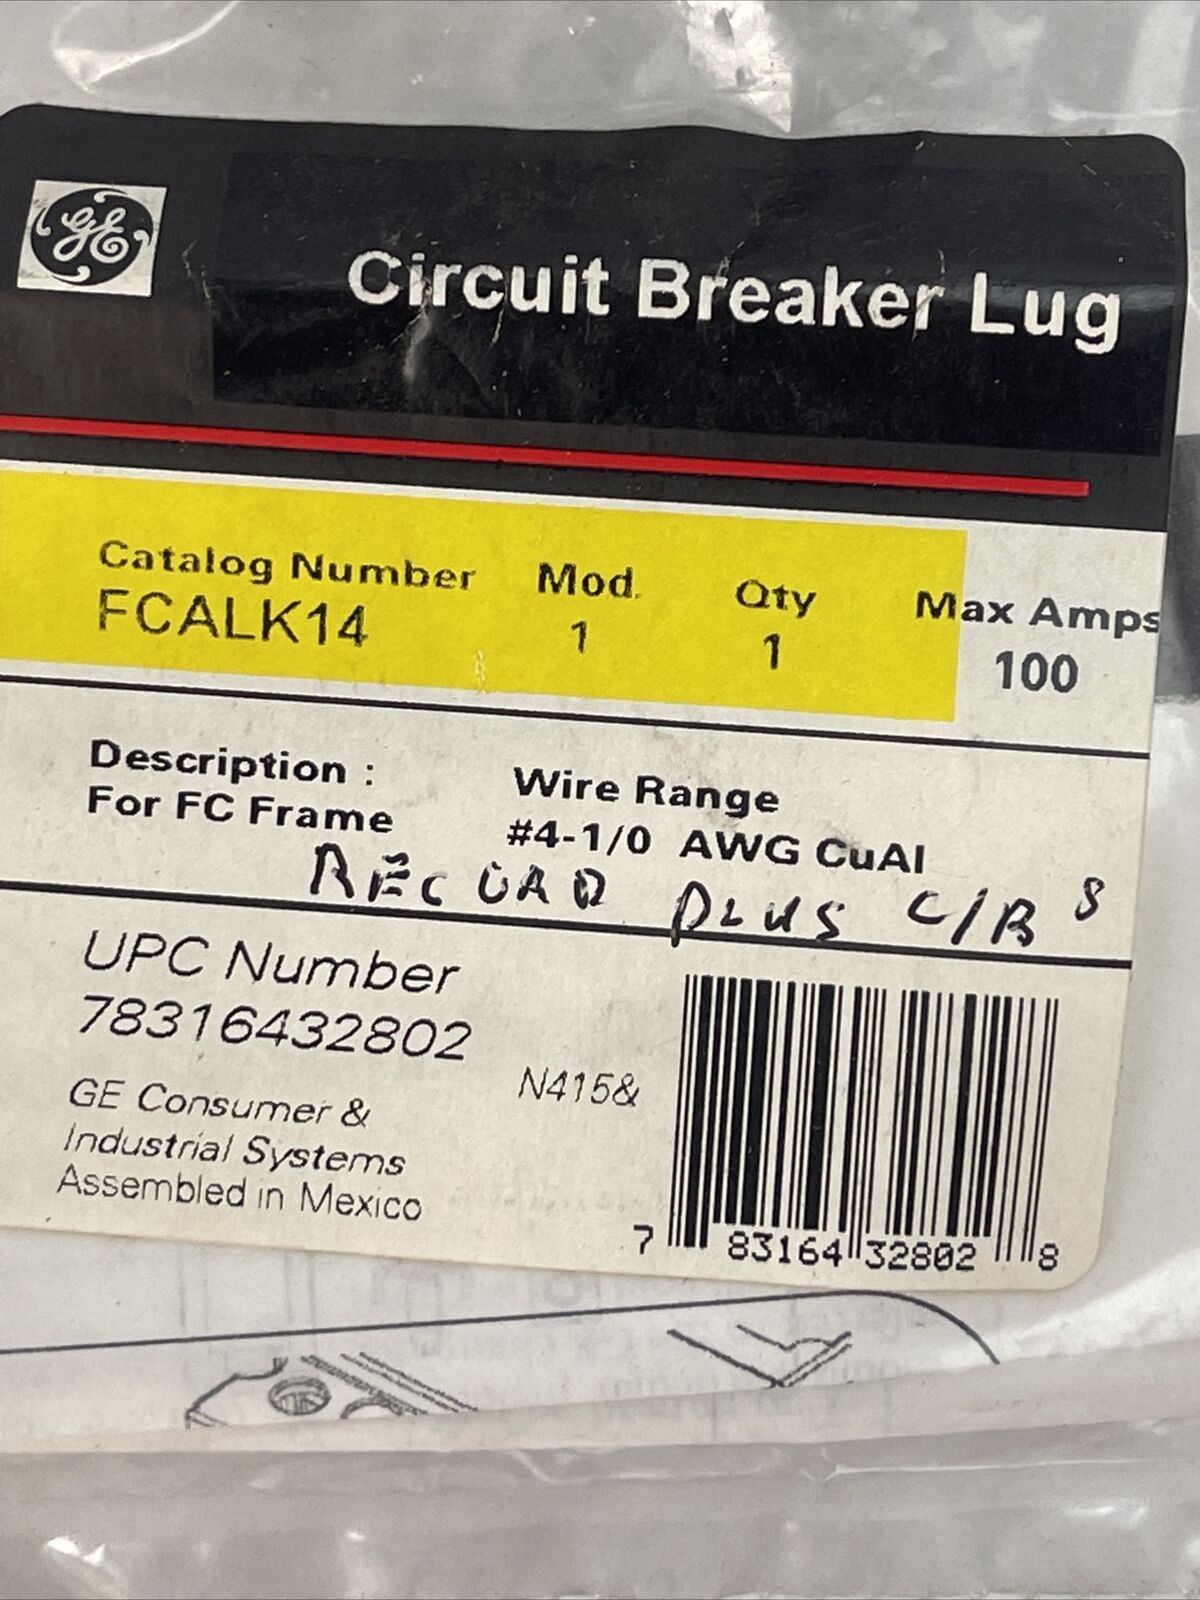 GE
Circuit Breaker Lug
Catalog Number Mod. Qty Max Amps
FCALK14 1 1 100
Description : Wire Range
For FC Frame #4-1/0 AWG CuAl
RECORD PLUS C/B S
UPC Number
78316432802
N415&
GE Consumer &
Industrial Systems
Assembled in Mexico
7 83164 32802 8